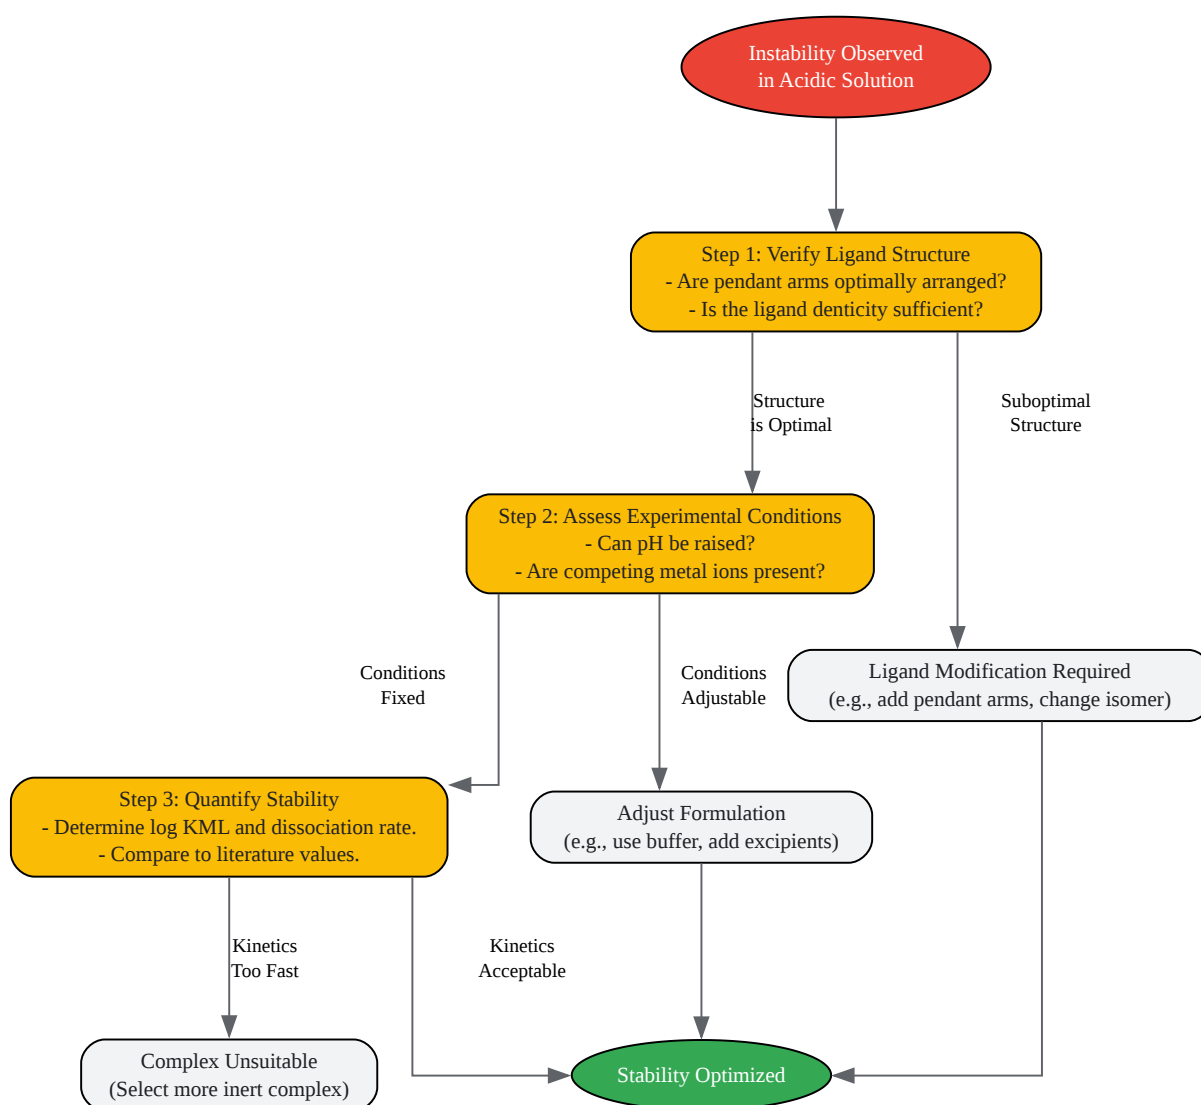 Instability Observed
in Acidic Solution
Step 1: Verify Ligand Structure
- Are pendant arms optimally arranged?
- Is the ligand denticity sufficient?
Structure
is Optimal
Suboptimal
Structure
Step 2: Assess Experimental Conditions
- Can pH be raised?
- Are competing metal ions present?
Conditions
Fixed
Conditions
Adjustable
Ligand Modification Required
(e.g., add pendant arms, change isomer)
Step 3: Quantify Stability
- Determine log KML and dissociation rate.
- Compare to literature values.
Adjust Formulation
(e.g., use buffer, add excipients)
Kinetics
Too Fast
Kinetics
Acceptable
Complex Unsuitable
(Select more inert complex)
Stability Optimized